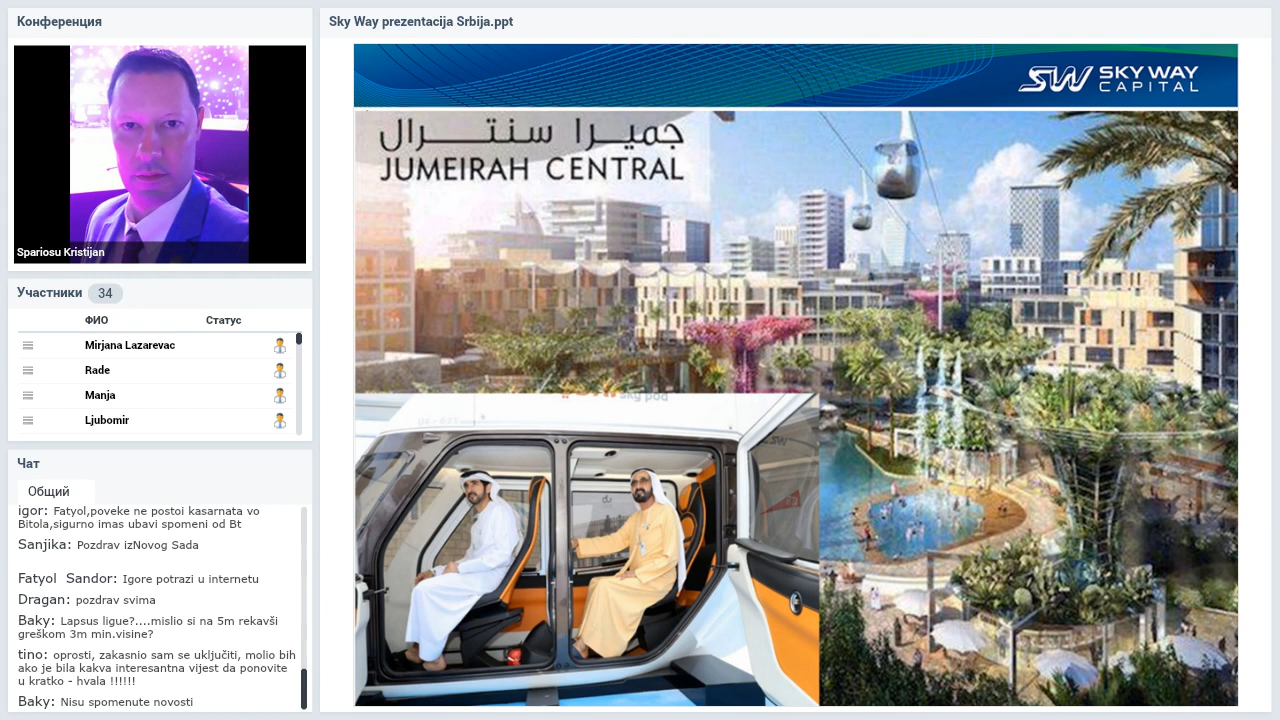 Конференция
Spariosu Kristijan
Участники 34
ФИО Статус
Mirjana Lazarevac
Rade
Manja
Ljubomir
Чат
Общий
igor: Fatyol,poveke ne postoi kasarnata vo
Bitola,sigurno imas ubavi spomeni od Bt
Sanjika: Pozdrav izNovog Sada
Fatyol Sandor: Igore potrazi u internetu
Dragan: pozdrav svima
Baky: Lapsus ligue?....mislio si na 5m rekavši
greškom 3m min.visine?
tino: oprosti, zakasnio sam se uključiti, molio bih
ako je bila kakva interesantna vijest da ponovite
u kratko - hvala !!!!!!
Baky: Nisu spomenute novosti
Sky Way prezentacija Srbija.ppt
SW SKY WAY
CAPITAL
جميرا سنترال
JUMEIRAH CENTRAL
sky pod